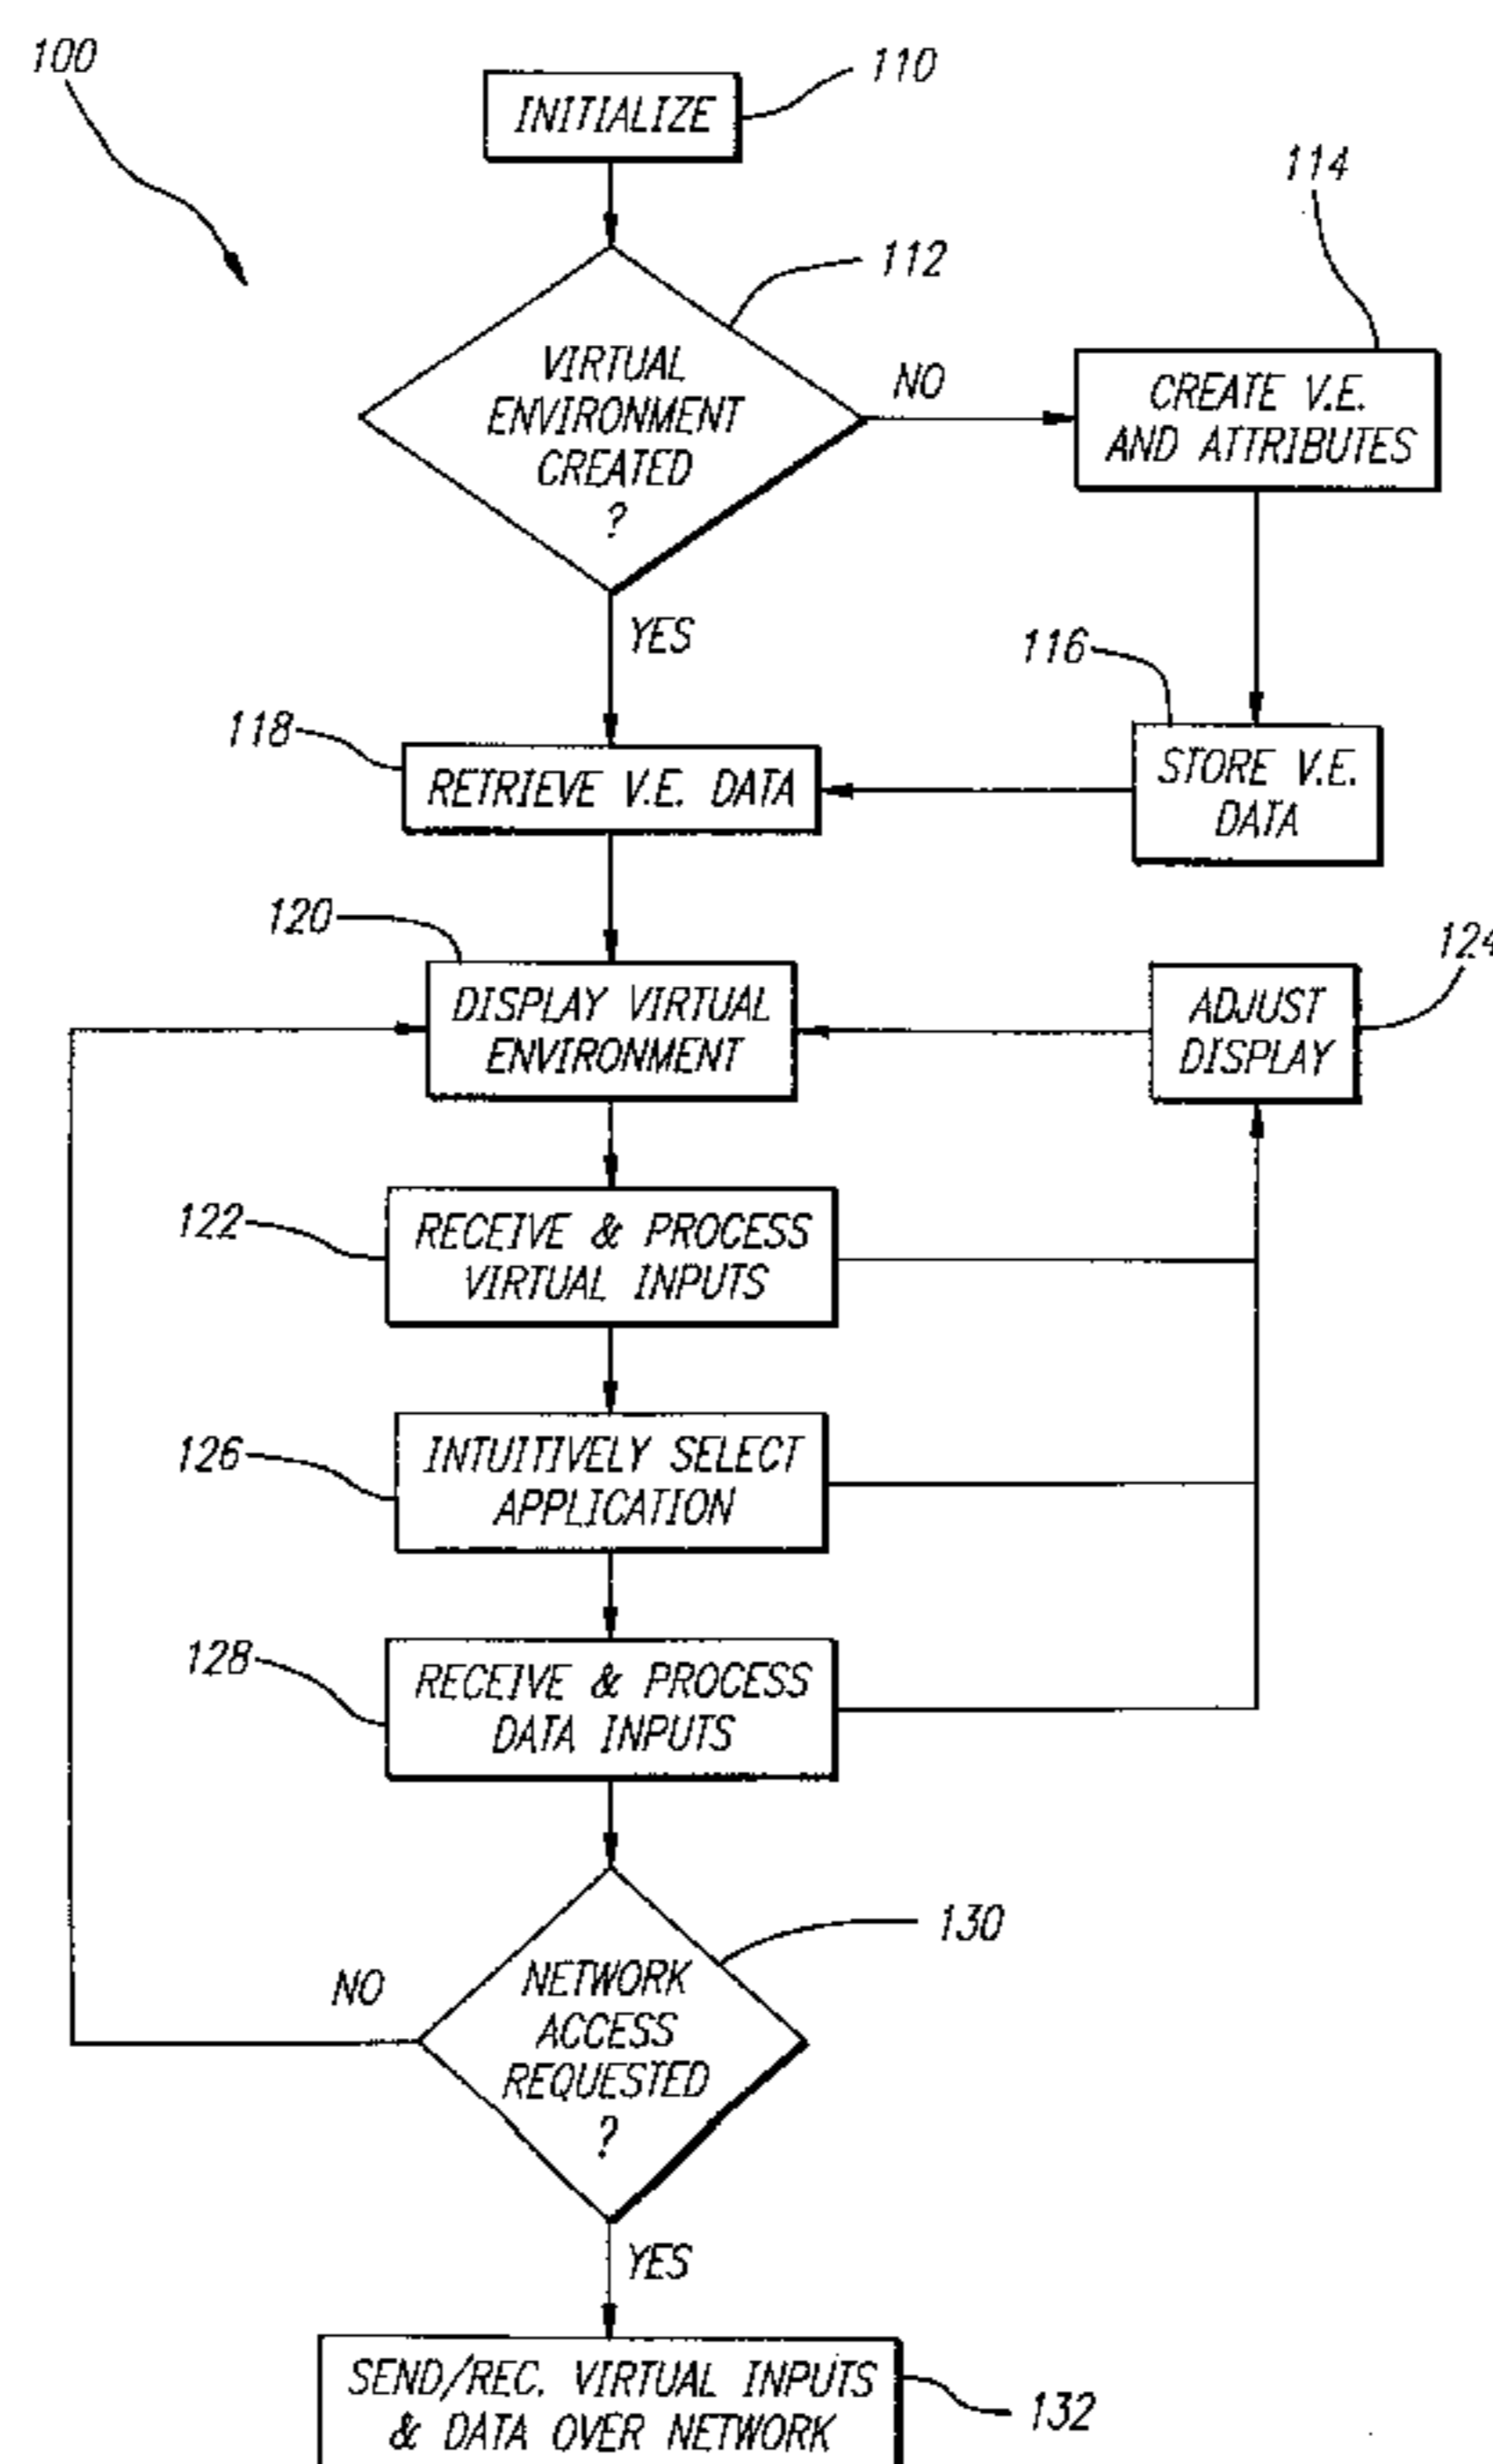 100
INITIALIZE
110
112
114
VIRTUAL
ENVIRONMENT
CREATED
?
NO
CREATE V.E.
AND ATTRIBUTES
YES
116
118
RETRIEVE V.E. DATA
STORE V.E.
DATA
120
DISPLAY VIRTUAL
ENVIRONMENT
124
ADJUST
DISPLAY
122
RECEIVE & PROCESS
VIRTUAL INPUTS
126
INTUITIVELY SELECT
APPLICATION
128
RECEIVE & PROCESS
DATA INPUTS
130
NETWORK
ACCESS
REQUESTED
?
NO
YES
SEND/REC. VIRTUAL INPUTS
& DATA OVER NETWORK
132